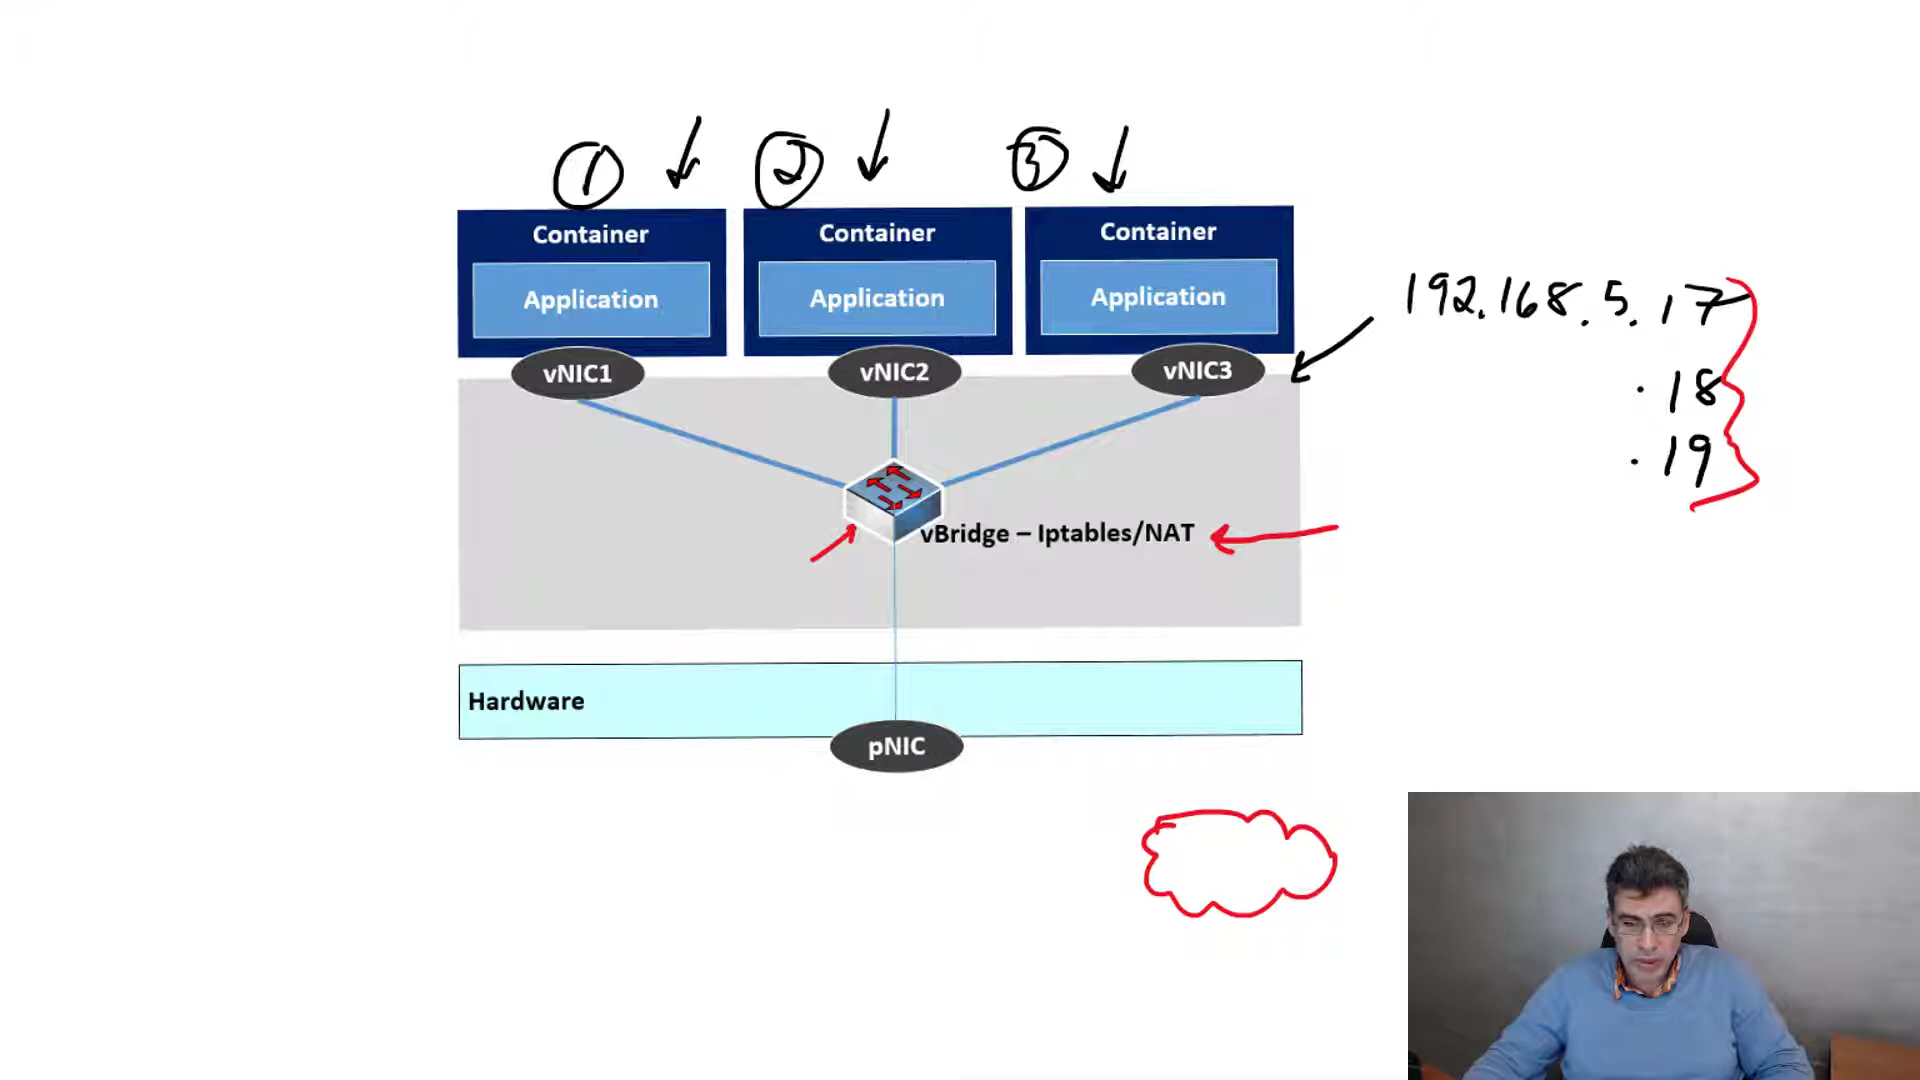 1 2 3
Container Container Container
Application Application Application
192.168.5.17
vNIC1 vNIC2 vNIC3
.18
.19
vBridge – Iptables/NAT
Hardware
pNIC